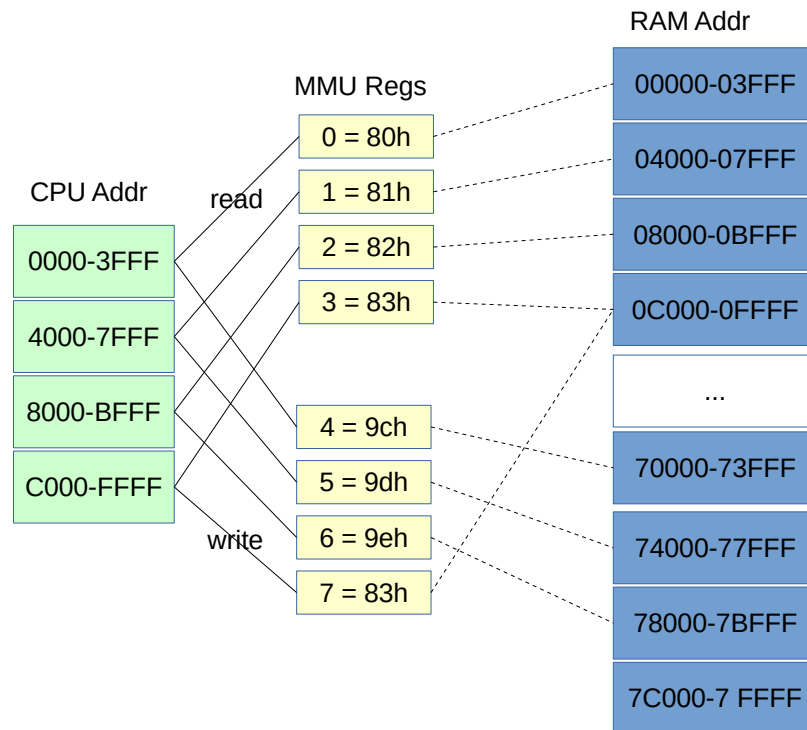 RAM Addr
00000-03FFF
04000-07FFF
08000-0BFFF
0C000-0FFFF
...
70000-73FFF
74000-77FFF
78000-7BFFF
7C000-7 FFFF
MMU Regs
0 = 80h
1 = 81h
2 = 82h
3 = 83h
4 = 9ch
5 = 9dh
6 = 9eh
7 = 83h
read
write
CPU Addr
0000-3FFF
4000-7FFF
8000-BFFF
C000-FFFF